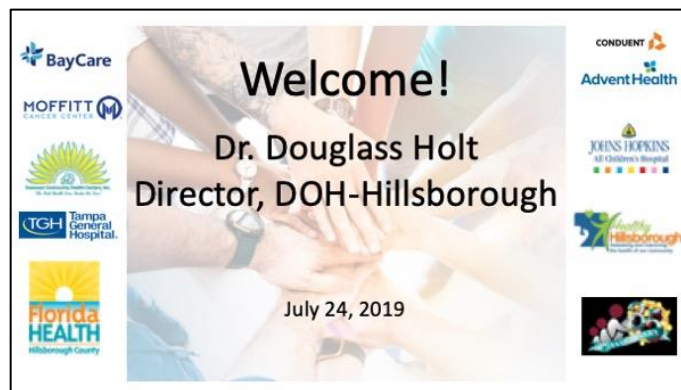 BayCare
MOFFITT
CANCER CENTER
TGH
Tampa
General
Hospital.
Florida
HEALTH
Hillsborough County
Welcome!
Dr. Douglass Holt
Director, DOH-Hillsborough
July 24, 2019
CONDUENT
AdventHealth
JOHNS HOPKINS
All Children's Hospital
Healthy
Hillsborough